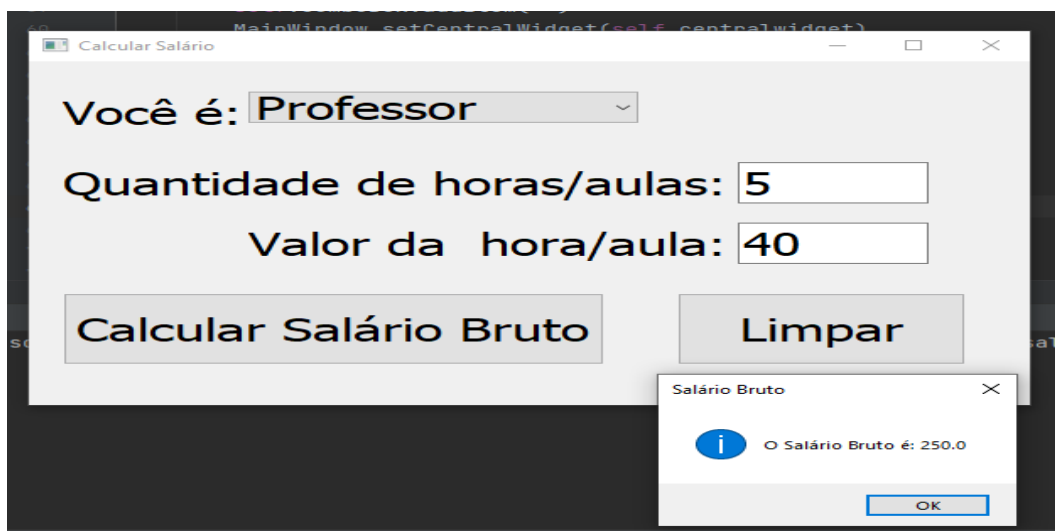 MainWindow.setCentralWidget(self.centralwidget)
Calcular Salário
Você é: Professor
Quantidade de horas/aulas: 5
Valor da  hora/aula: 40
Calcular Salário Bruto Limpar
Salário Bruto
O Salário Bruto é: 250.0
OK